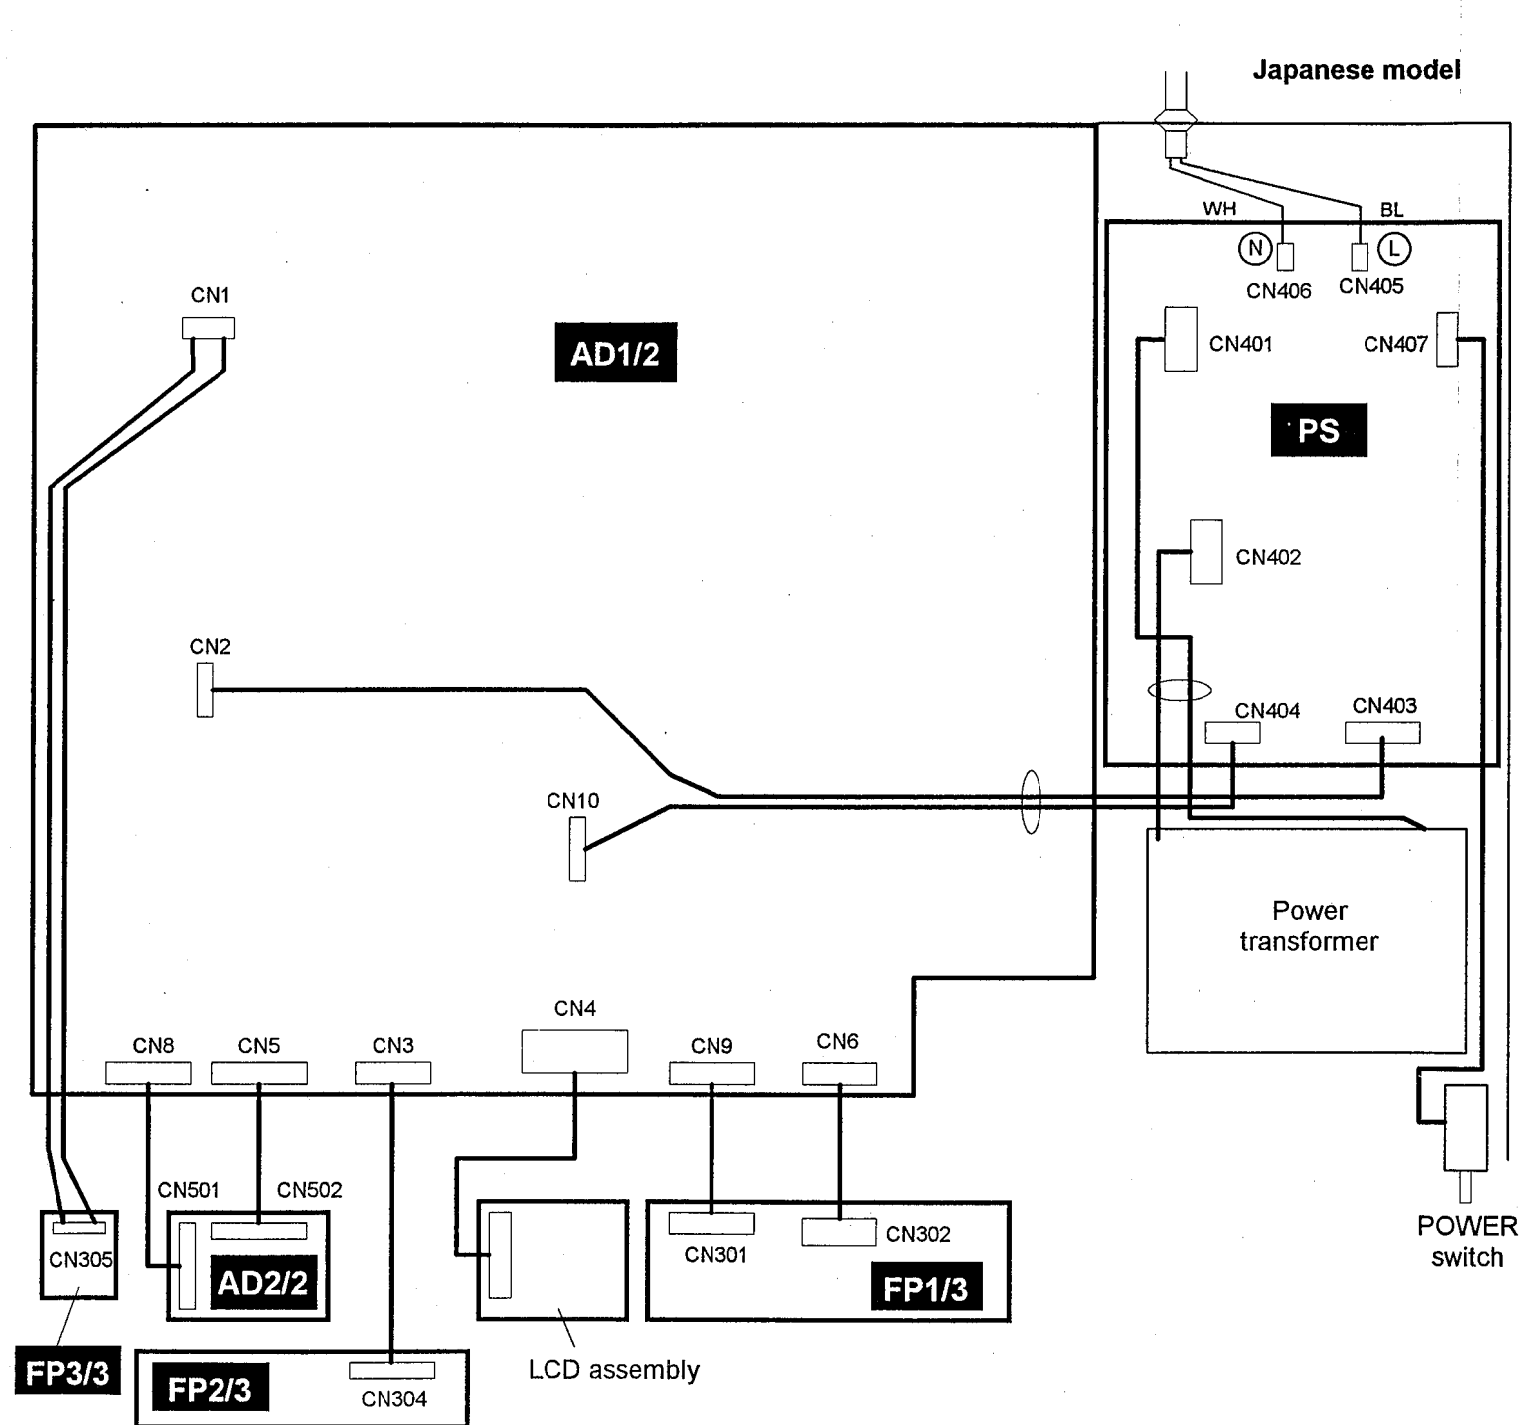 Japanese model
WH
BL
N
L
CN406
CN405
CN1
AD1/2
CN401
CN407
PS
CN402
CN2
CN404
CN403
CN10
Power
transformer
CN4
CN8
CN5
CN3
CN9
CN6
CN501
CN502
POWER
switch
CN305
AD2/2
CN301
CN302
FP1/3
FP3/3
FP2/3
CN304
LCD assembly